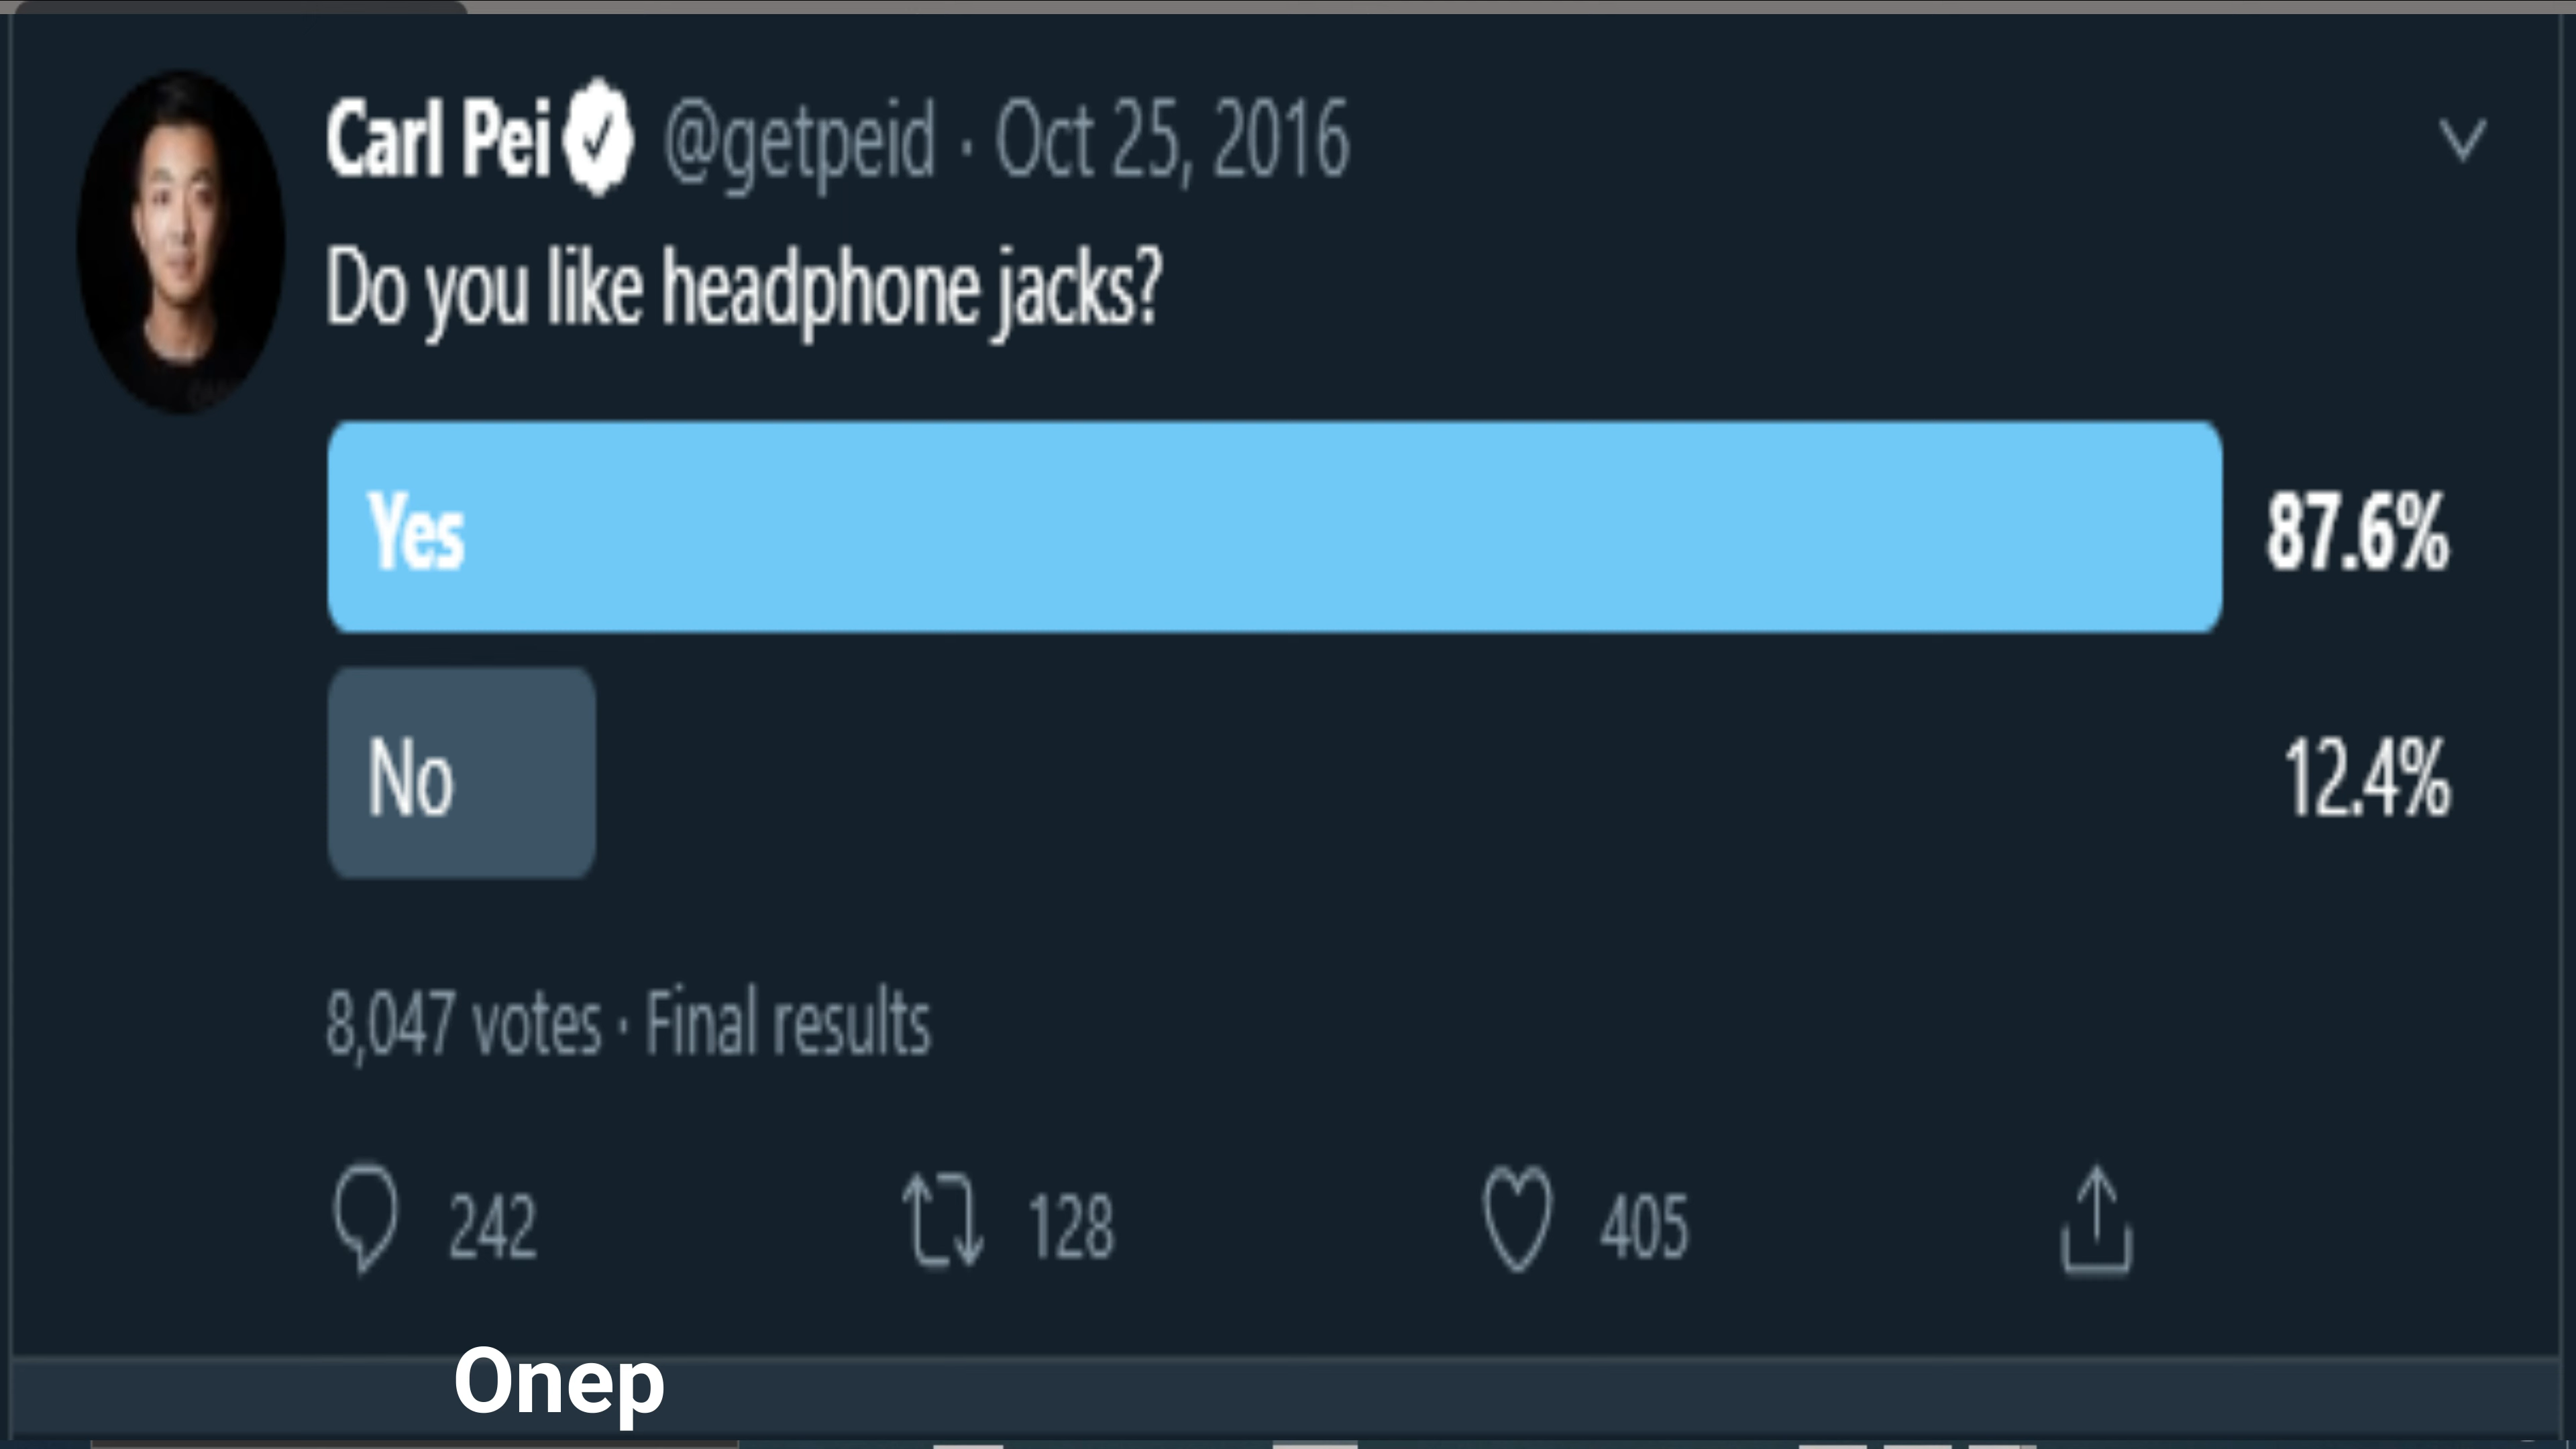 Carl Pei @getpeid · Oct 25, 2016
Do you like headphone jacks?
Yes 87.6%
No 12.4%
8,047 votes · Final results
242 128 405
Onep